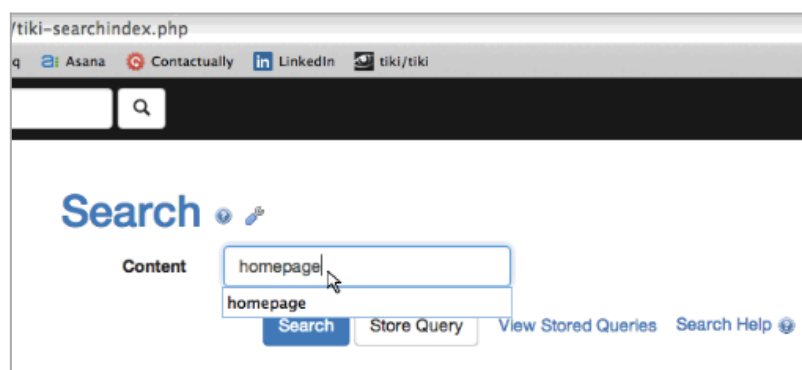 /tiki-searchindex.php
q Asana Contactually LinkedIn tiki/tiki
Search
Content homepage
homepage
Search Store Query View Stored Queries Search Help